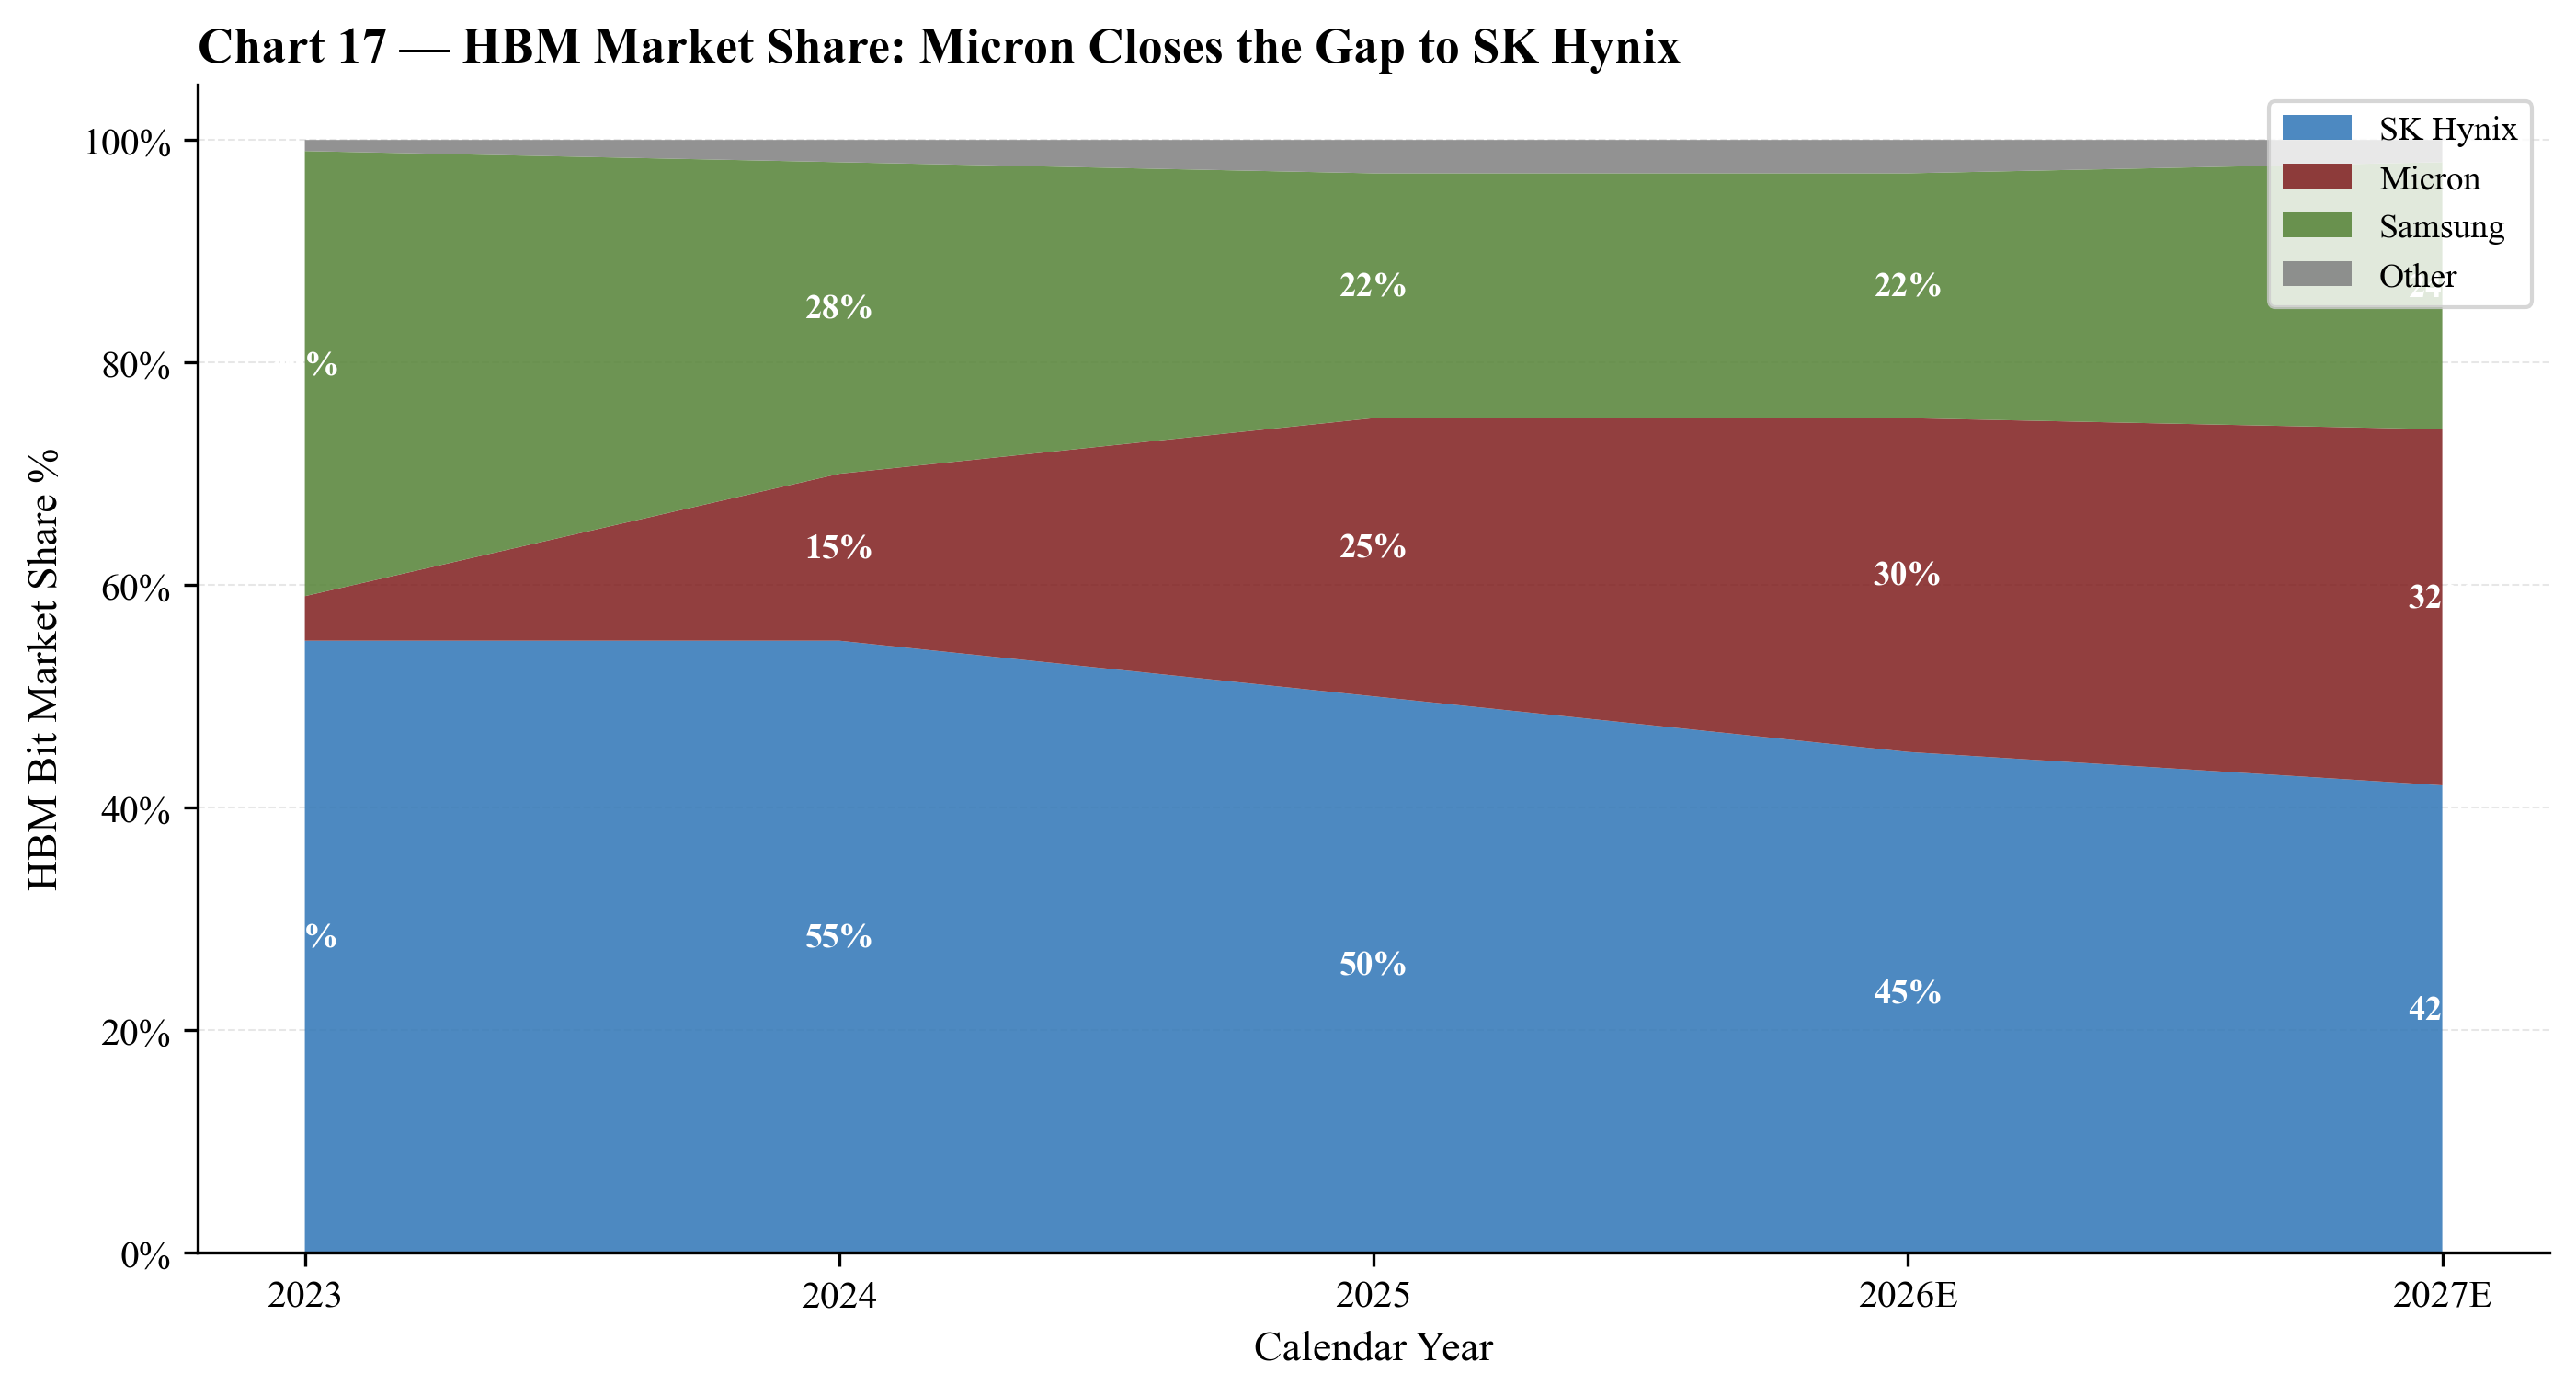 Chart 17 — HBM Market Share: Micron Closes the Gap to SK Hynix
SK Hynix
Micron
Samsung
Other
HBM Bit Market Share %
100%
80%
60%
40%
20%
0%
%
28%
22%
22%
15%
25%
30%
32
%
55%
50%
45%
42
2023
2024
2025
2026E
2027E
Calendar Year